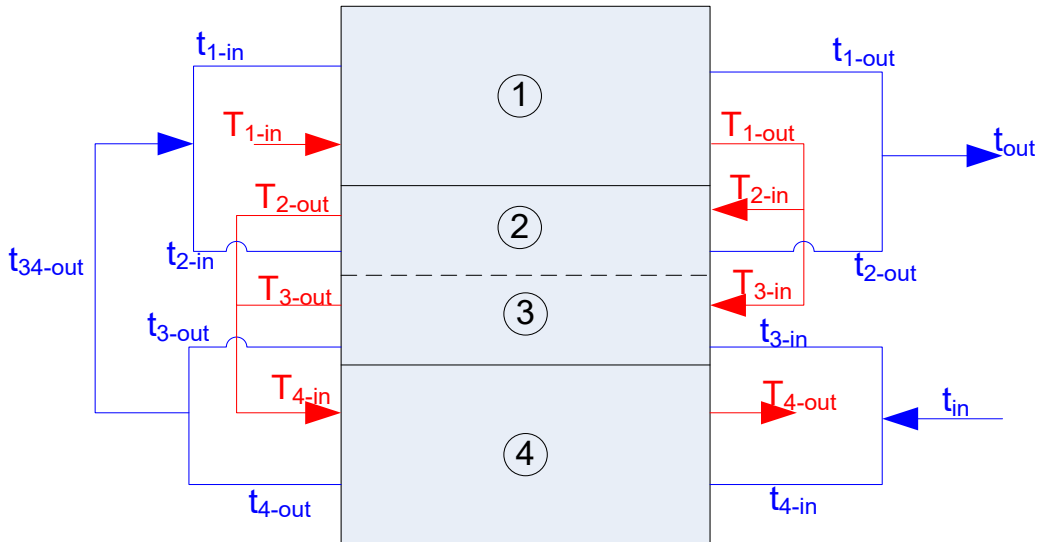 t1-in
t1-out
①
T1-in
T1-out
tout
T2-out
T2-in
②
t34-out
t2-in
t2-out
T3-out
T3-in
③
t3-out
t3-in
T4-in
T4-out
tin
④
t4-out
t4-in